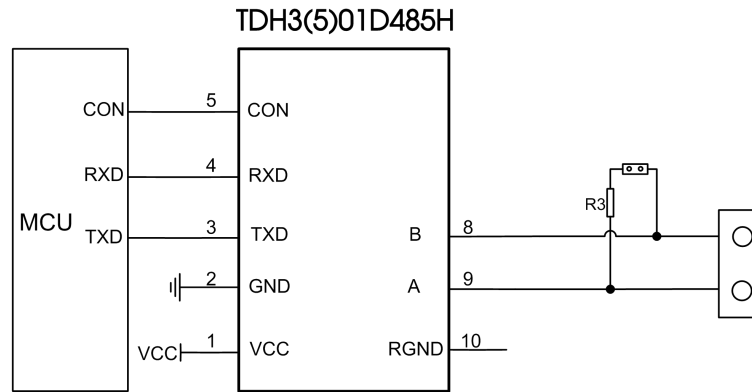 TDH3(5)01D485H
CON 5 CON
RXD 4 RXD
R3
MCU TXD 3 TXD B 8
2 GND A 9
VCC 1 VCC RGND 10